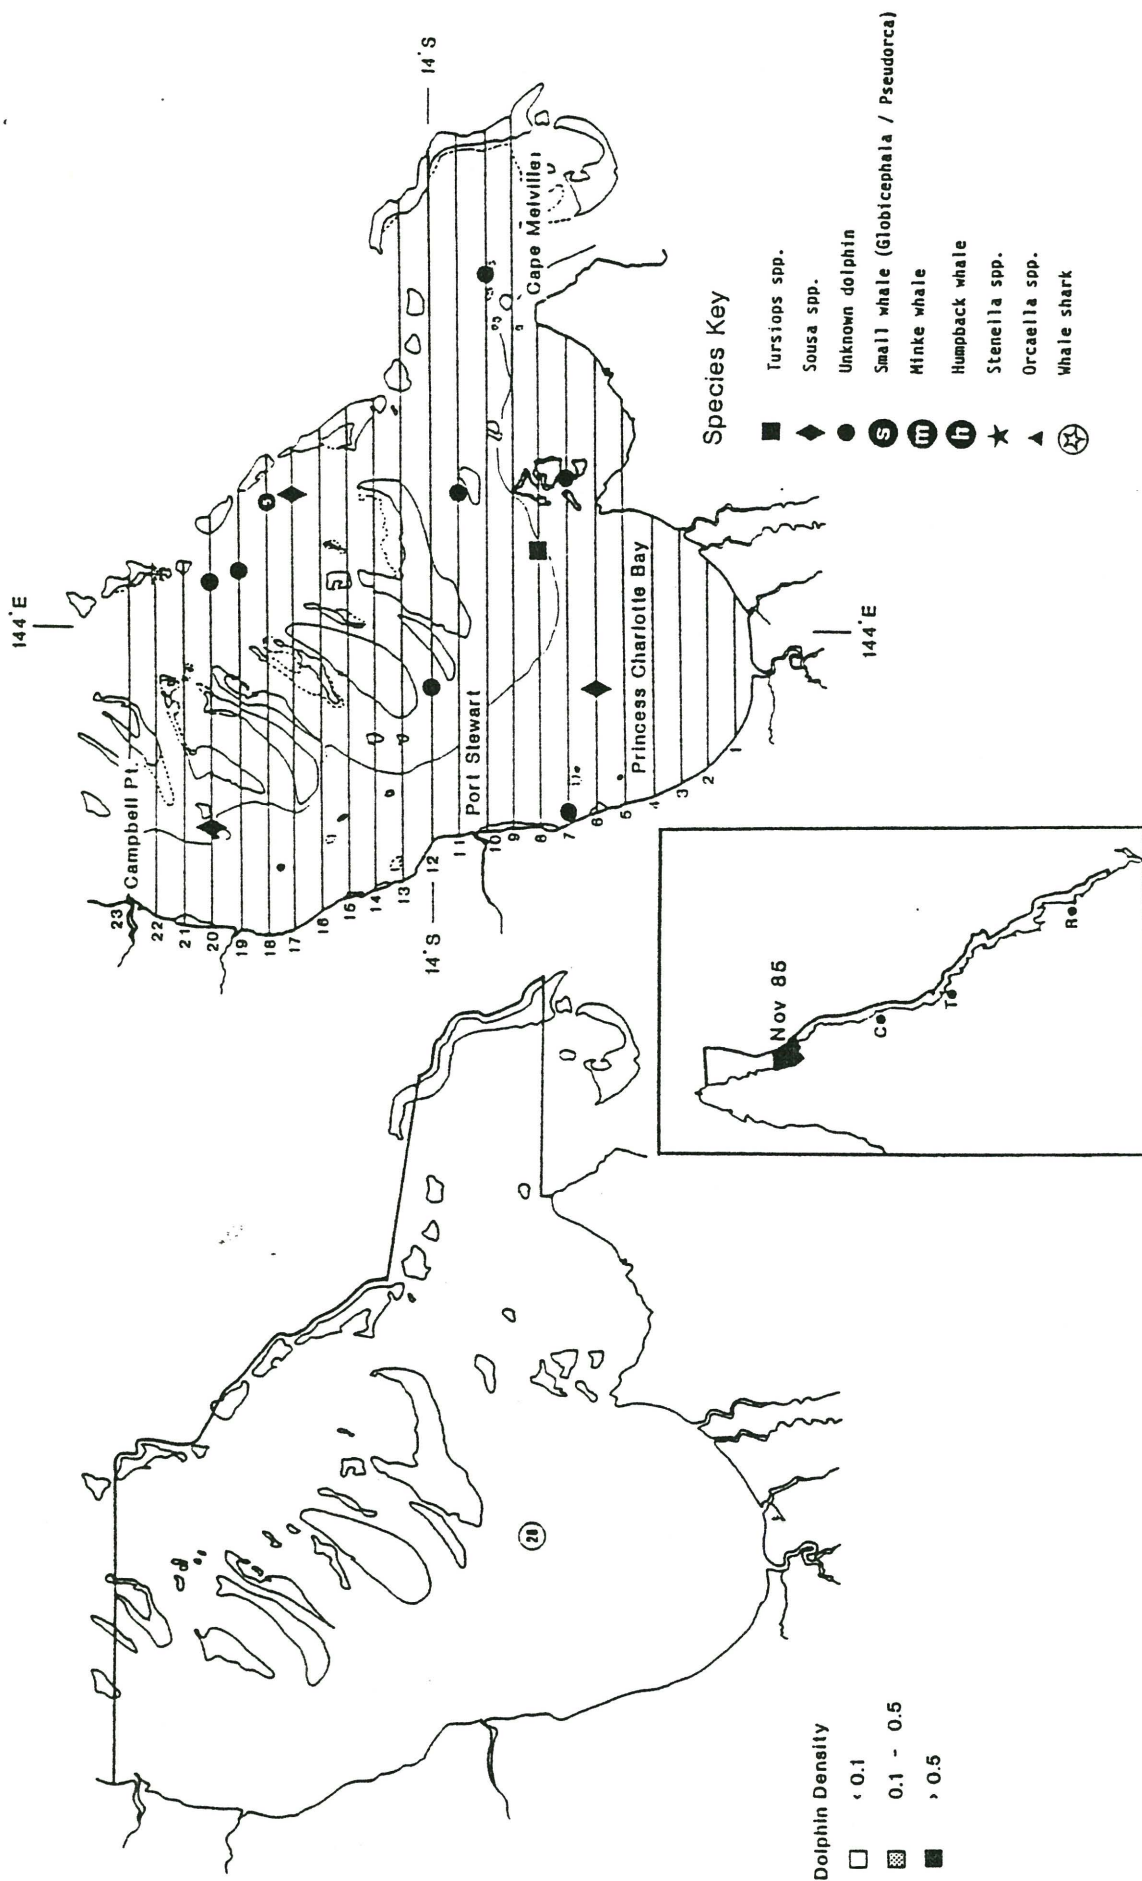 144°E
14°S
Campbell Pt.
Port Stewart
Cape Melville
Princess Charlotte Bay
23
22
21
20
19
18
17
16
15
14
13
12
11
10
9
8
7
6
5
4
3
2
1
14°S
144°E
s
Species Key
Tursiops spp.
Sousa spp.
Unknown dolphin
s Small whale (Globicephala / Pseudorca)
m Minke whale
h Humpback whale
Stenella spp.
Orcaella spp.
Whale shark
28
Dolphin Density
< 0.1
0.1 - 0.5
> 0.5
Nov 85
C
T
R